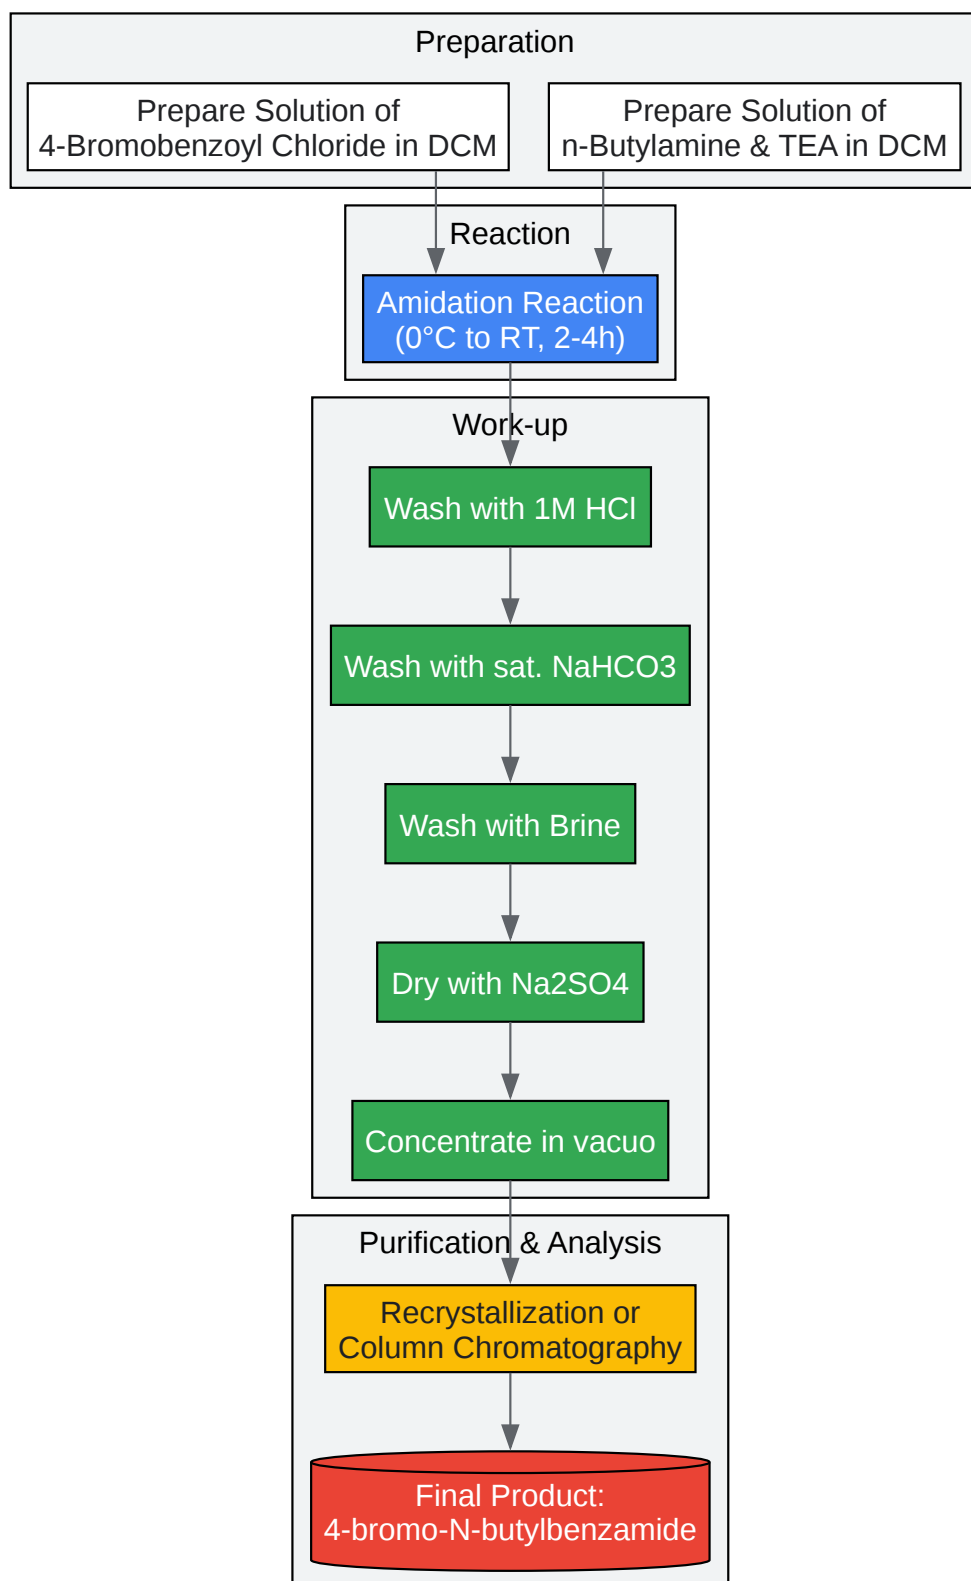 Preparation
Prepare Solution of
4-Bromobenzoyl Chloride in DCM
Prepare Solution of
n-Butylamine & TEA in DCM
Reaction
Amidation Reaction
(0°C to RT, 2-4h)
Work-up
Wash with 1M HCl
Wash with sat. NaHCO3
Wash with Brine
Dry with Na2SO4
Concentrate in vacuo
Purification & Analysis
Recrystallization or
Column Chromatography
Final Product:
4-bromo-N-butylbenzamide